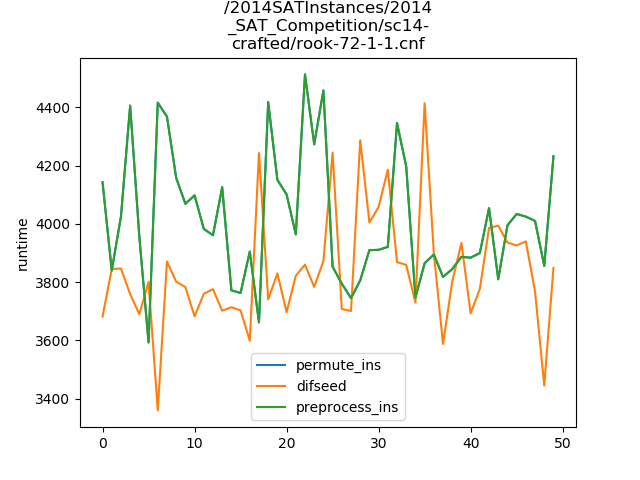 /2014SATInstances/2014
_SAT_Competition/sc14-
crafted/rook-72-1-1.cnf
runtime
4400
4200
4000
3800
3600
3400
0
10
20
30
40
50
permute_ins
difseed
preprocess_ins